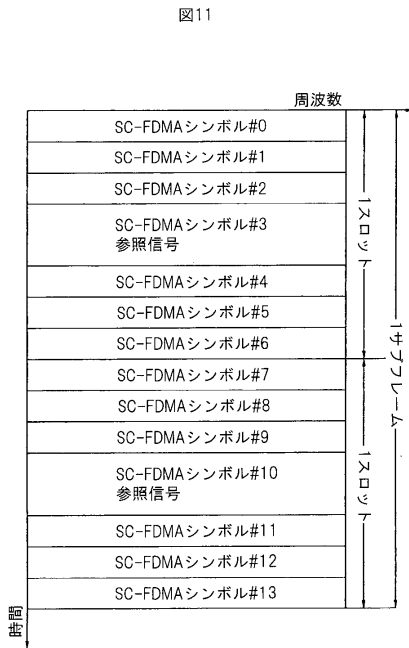 図11
周波数
SC-FDMAシンボル#0
SC-FDMAシンボル#1
SC-FDMAシンボル#2
SC-FDMAシンボル#3
参照信号
SC-FDMAシンボル#4
SC-FDMAシンボル#5
SC-FDMAシンボル#6
SC-FDMAシンボル#7
SC-FDMAシンボル#8
SC-FDMAシンボル#9
SC-FDMAシンボル#10
参照信号
SC-FDMAシンボル#11
SC-FDMAシンボル#12
SC-FDMAシンボル#13
1スロット
1スロット
1サブフレーム
時間